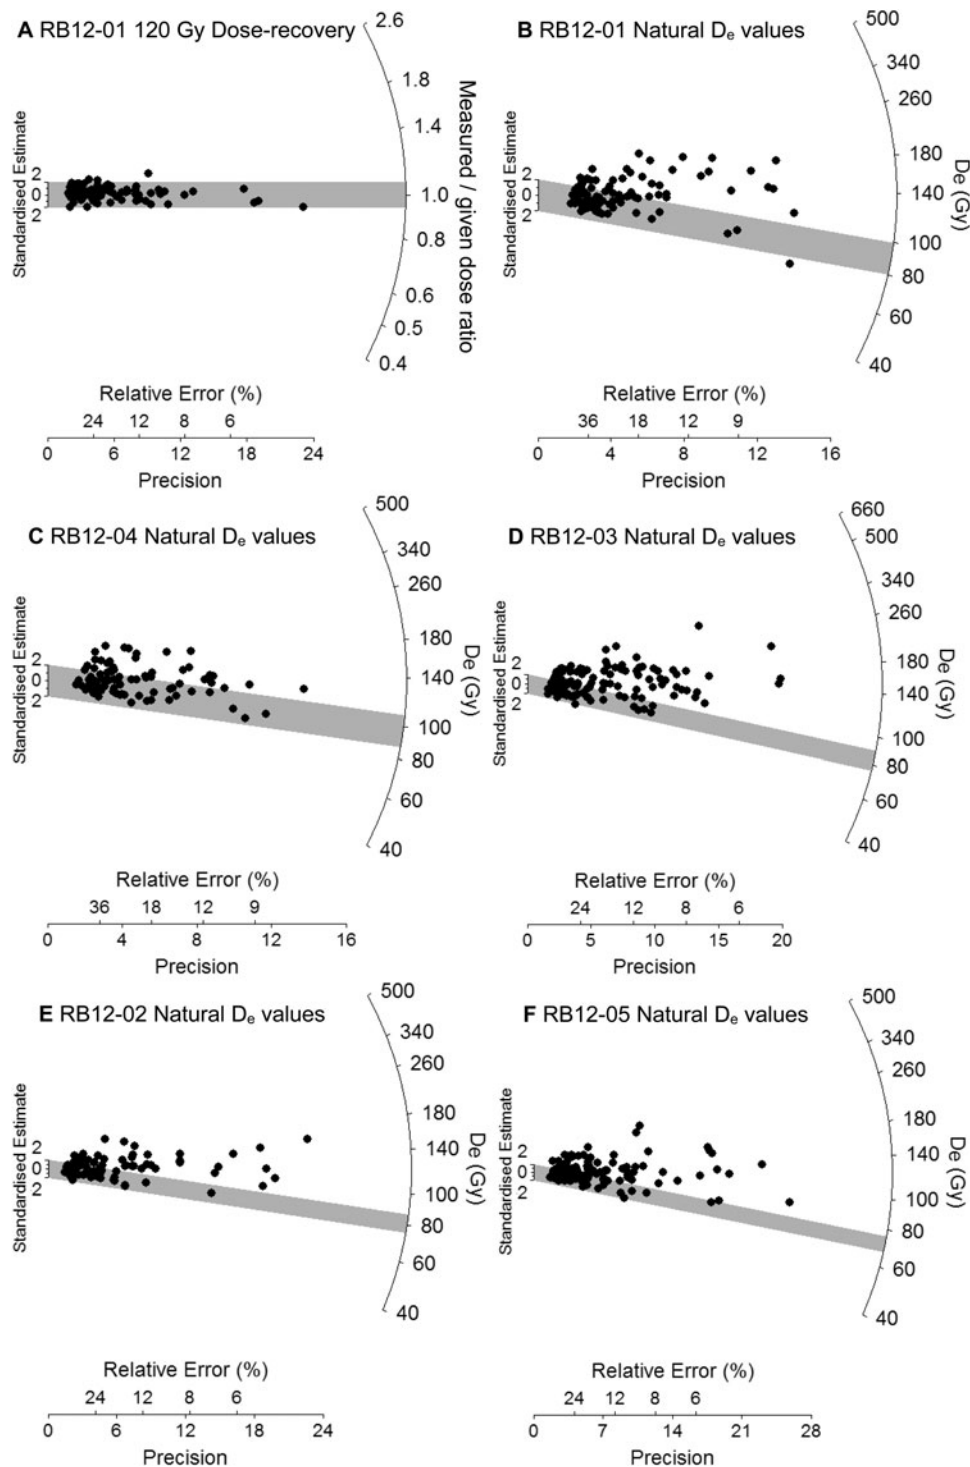 A RB12-01 120 Gy Dose-recovery
2.6
1.8
1.4
1.0
0.8
0.6
0.5
0.4
Measured / given dose ratio
Standardised Estimate
2
0
2
Relative Error (%)
24 12 8 6
0 6 12 18 24
Precision
B RB12-01 Natural Dₑ values
500
340
260
180
140
100
80
60
40
De (Gy)
Standardised Estimate
2
0
2
Relative Error (%)
36 18 12 9
0 4 8 12 16
Precision
C RB12-04 Natural Dₑ values
500
340
260
180
140
100
80
60
40
De (Gy)
Standardised Estimate
2
0
2
Relative Error (%)
36 18 12 9
0 4 8 12 16
Precision
D RB12-03 Natural Dₑ values
660
500
340
260
180
140
100
80
60
40
De (Gy)
Standardised Estimate
2
0
2
Relative Error (%)
24 12 8 6
0 5 10 15 20
Precision
E RB12-02 Natural Dₑ values
500
340
260
180
140
100
80
60
40
De (Gy)
Standardised Estimate
2
0
2
Relative Error (%)
24 12 8 6
0 6 12 18 24
Precision
F RB12-05 Natural Dₑ values
500
340
260
180
140
100
80
60
40
De (Gy)
Standardised Estimate
2
0
2
Relative Error (%)
24 12 8 6
0 7 14 21 28
Precision